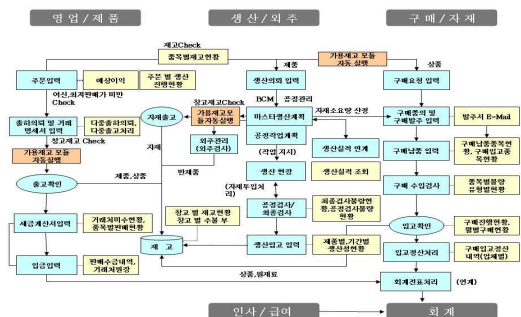 영업/제품
생산/외주
구매/자재
재고Check
품목별재고현황
제품
가용재고 모듈
자동 실행
상품
주문입력
예상이익
주문 별 생산
진행현황
생산의뢰 입력
구매요청 입력
여신,최저판매가 미만
Check
BCM
공정관리
창고재고Check
자재소요량 산정
출하의뢰 및 거래
명세서 입력
다중출하의뢰,
다중출고처리
자재출고
가용재고모
듈자동실행
마스타생산계획
구매품의 및
구매발주 입력
발주서 E-Mail
창고재고 Check
가용재고 모듈
자동실행
외주관리
(외주검사)
공정작업계획
(작업 지시)
생산실적 연계
구매납품 입력
구매납품품목현
황, 구매입고품
목현황
제품,상품
반제품
출고확인
생산 현장
생산실적 조회
구매 수입검사
품목별불량
유형별현황
(자재투입처
리)
창고 별 재고현황
창고 별 수불 부
세금계산서입력
거래처미수현황,
품목별판매현황
공정검사/
최종검사
최종검사불량현
황,공정검사불량
현황
입고확인
구매진행현황,
월별구매현황
재 고
생산입고 입력
제품별,기간별
생산성현황
입고정산처리
구매입고정산
내역(업체별)
입금입력
판매수금내역,
거래처원장
상품,원재료
회계전표처리
(연계)
인사/급여
회 계